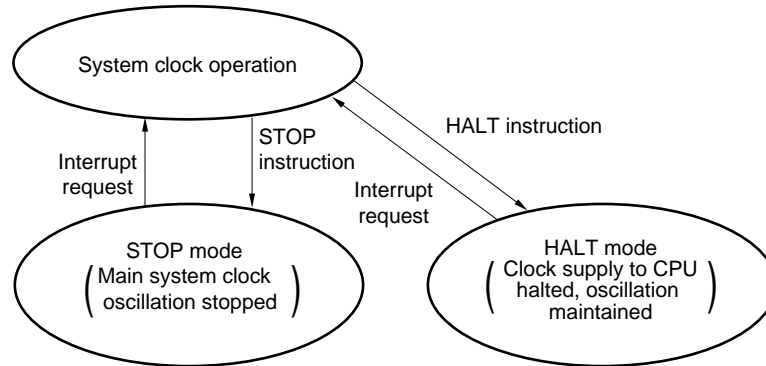 System clock operation
HALT instruction
STOP
instruction
Interrupt
request
Interrupt
request
STOP mode
(Main system clock
oscillation stopped)
HALT mode
(Clock supply to CPU
halted, oscillation
maintained)